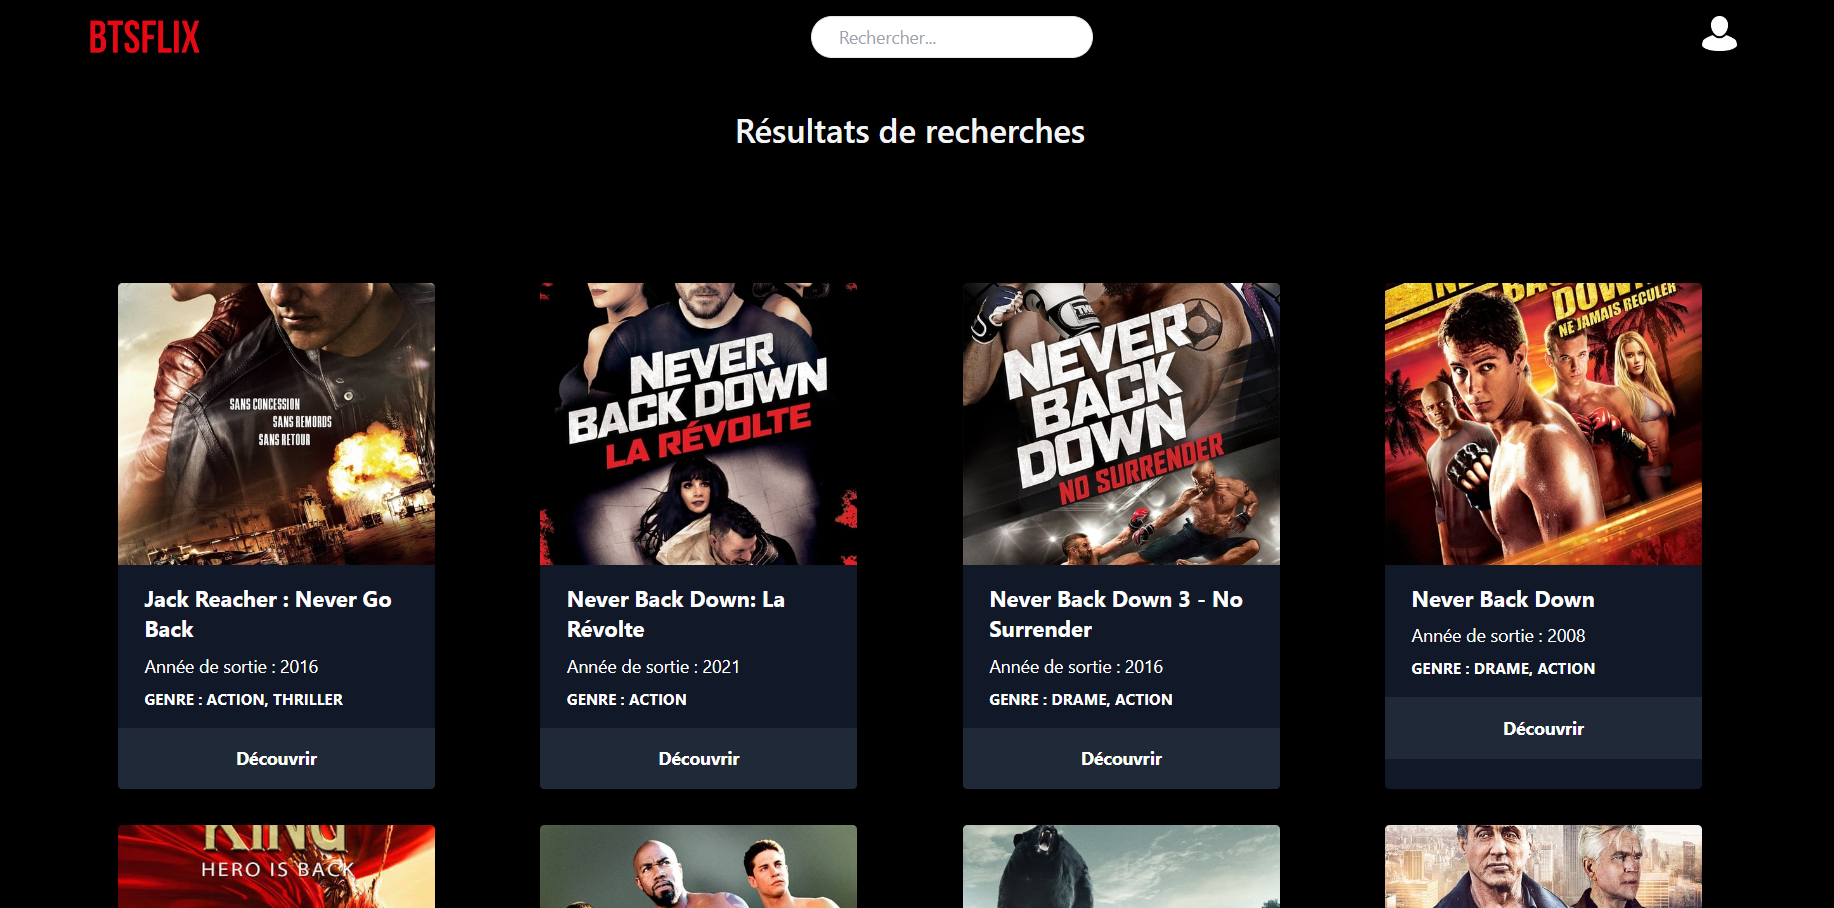 BTSFLIX
Rechercher...
Résultats de recherches
SANS CONCESSION
SANS REMORDS
SANS RETOUR
NEVER
BACK DOWN
LA RÉVOLTE
NEVER
BACK
DOWN
NO SURRENDER
DOWN
NE JAMAIS RECULER
Jack Reacher : Never Go
Back
Année de sortie : 2016
GENRE : ACTION, THRILLER
Découvrir
Never Back Down: La
Révolte
Année de sortie : 2021
GENRE : ACTION
Découvrir
Never Back Down 3 - No
Surrender
Année de sortie : 2016
GENRE : DRAME, ACTION
Découvrir
Never Back Down
Année de sortie : 2008
GENRE : DRAME, ACTION
Découvrir
KING
HERO IS BACK